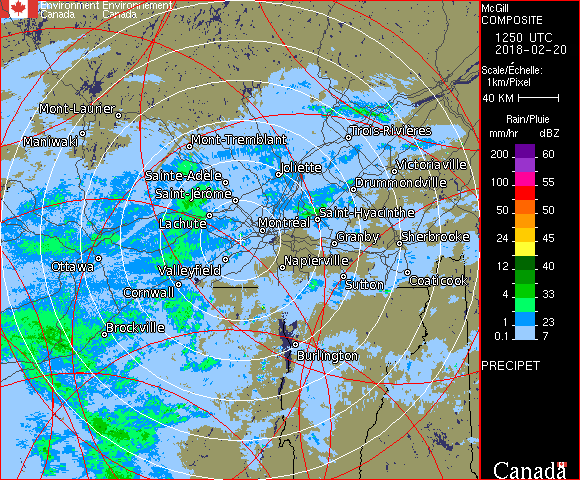 Environment Environnement
Canada Canada
McGill
COMPOSITE
1250 UTC
2018-02-20
Scale/Échelle:
1km/Pixel
40 KM
Rain/Pluie
mm/hr dBZ
200 60
100 55
50 50
24 45
12 40
4 33
1 23
0.1 7
PRECIPET
Canada
Mont-Laurier
Maniwaki
Mont-Tremblant
Trois-Rivières
Joliette
Victoriaville
Sainte-Adèle
Drummondville
Saint-Jérôme
Saint-Hyacinthe
Lachute
Montréal
Granby
Sherbrooke
Ottawa
Napierville
Valleyfield
Coaticook
Sutton
Cornwall
Brockville
Burlington